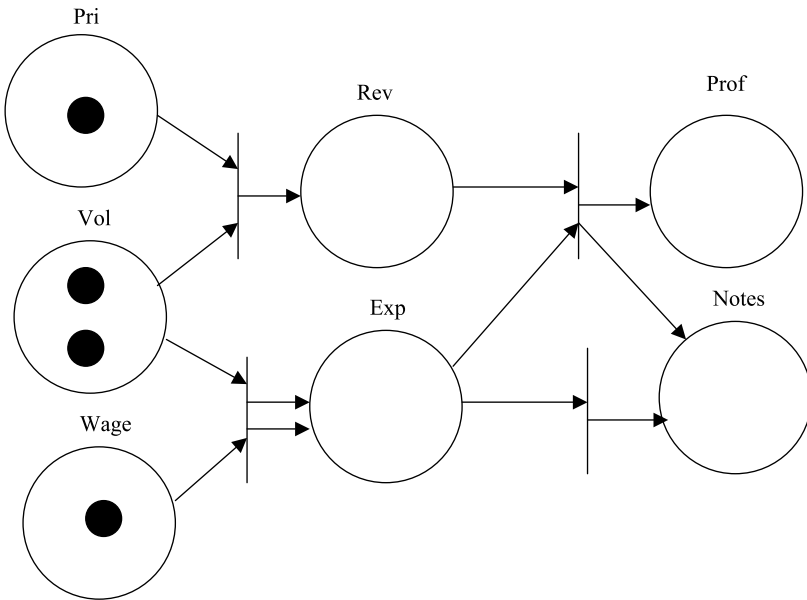 Pri
Rev
Prof
Vol
Exp
Notes
Wage